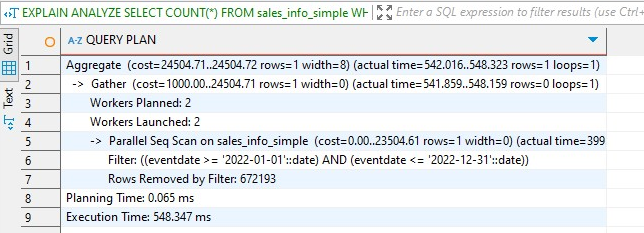 EXPLAIN ANALYZE SELECT COUNT(*) FROM sales_info_simple WH
Enter a SQL expression to filter results (use Ctrl+
Grid
Text
A-Z QUERY PLAN
1 Aggregate (cost=24504.71..24504.72 rows=1 width=8) (actual time=542.016..548.323 rows=1 loops=1)
2 -> Gather (cost=1000.00..24504.71 rows=1 width=0) (actual time=541.859..548.159 rows=0 loops=1)
3 Workers Planned: 2
4 Workers Launched: 2
5 -> Parallel Seq Scan on sales_info_simple (cost=0.00..23504.61 rows=1 width=0) (actual time=399
6 Filter: ((eventdate >= '2022-01-01'::date) AND (eventdate <= '2022-12-31'::date))
7 Rows Removed by Filter: 672193
8 Planning Time: 0.065 ms
9 Execution Time: 548.347 ms